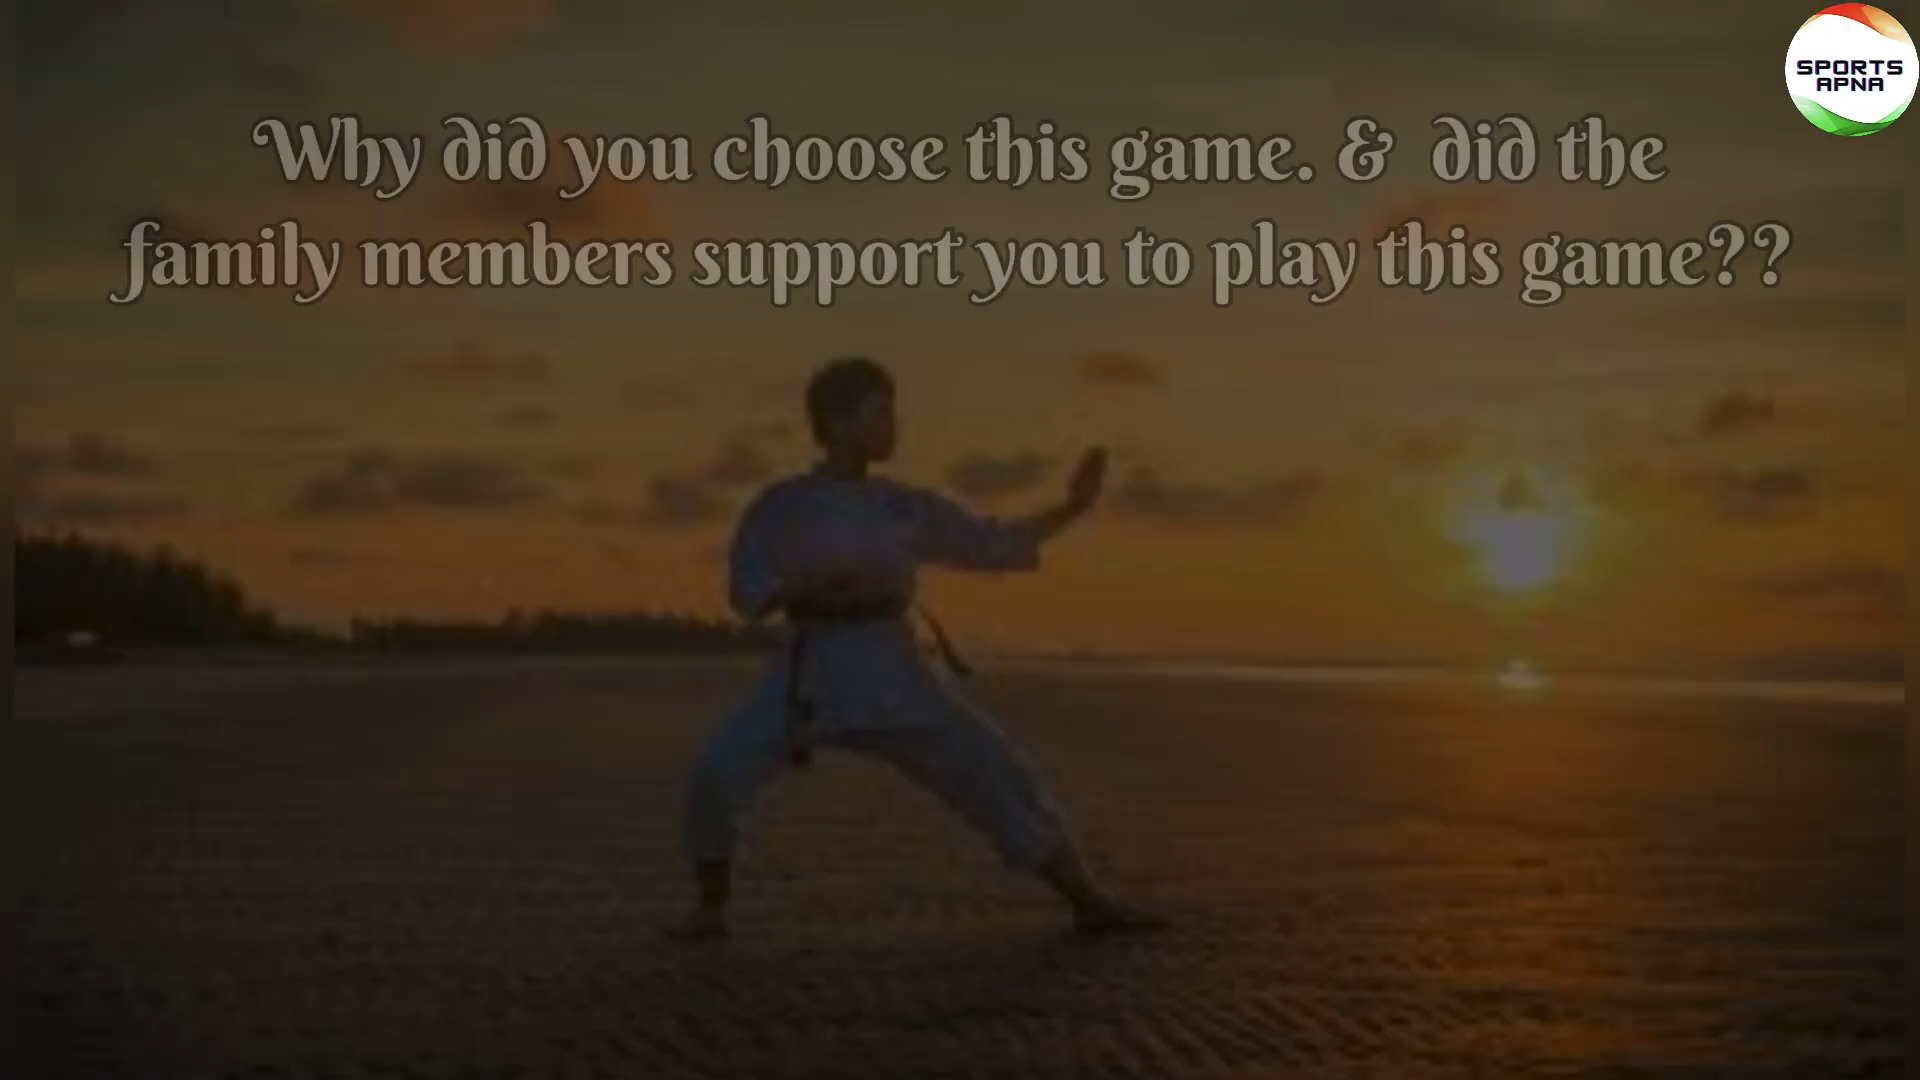 SPORTS
APNA
Why did you choose this game. & did the
family members support you to play this game??